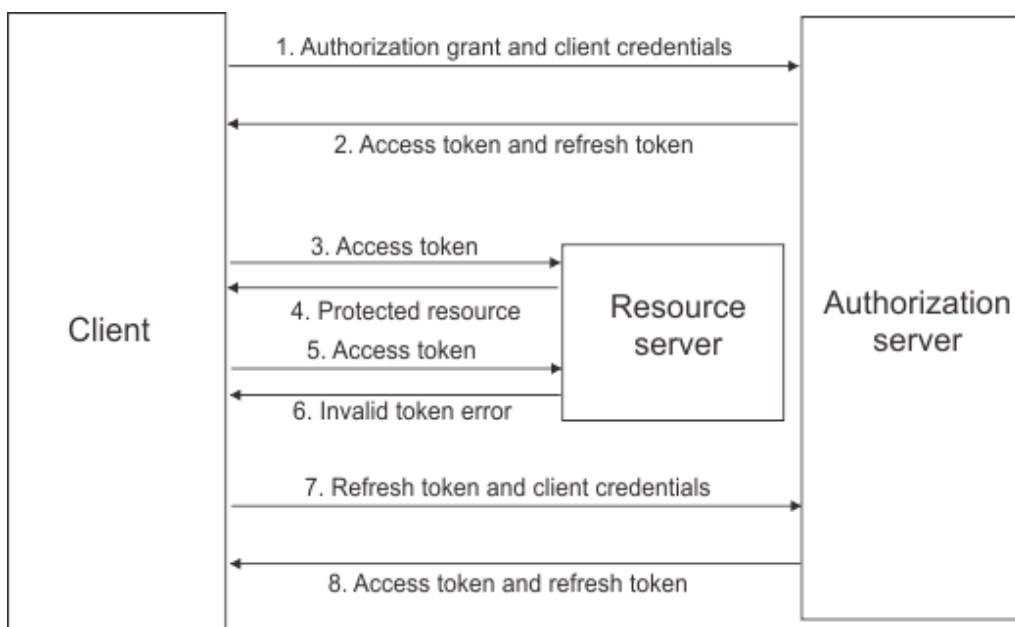 1. Authorization grant and client credentials
2. Access token and refresh token
3. Access token
4. Protected resource
5. Access token
6. Invalid token error
7. Refresh token and client credentials
8. Access token and refresh token
Client
Resource
server
Authorization
server